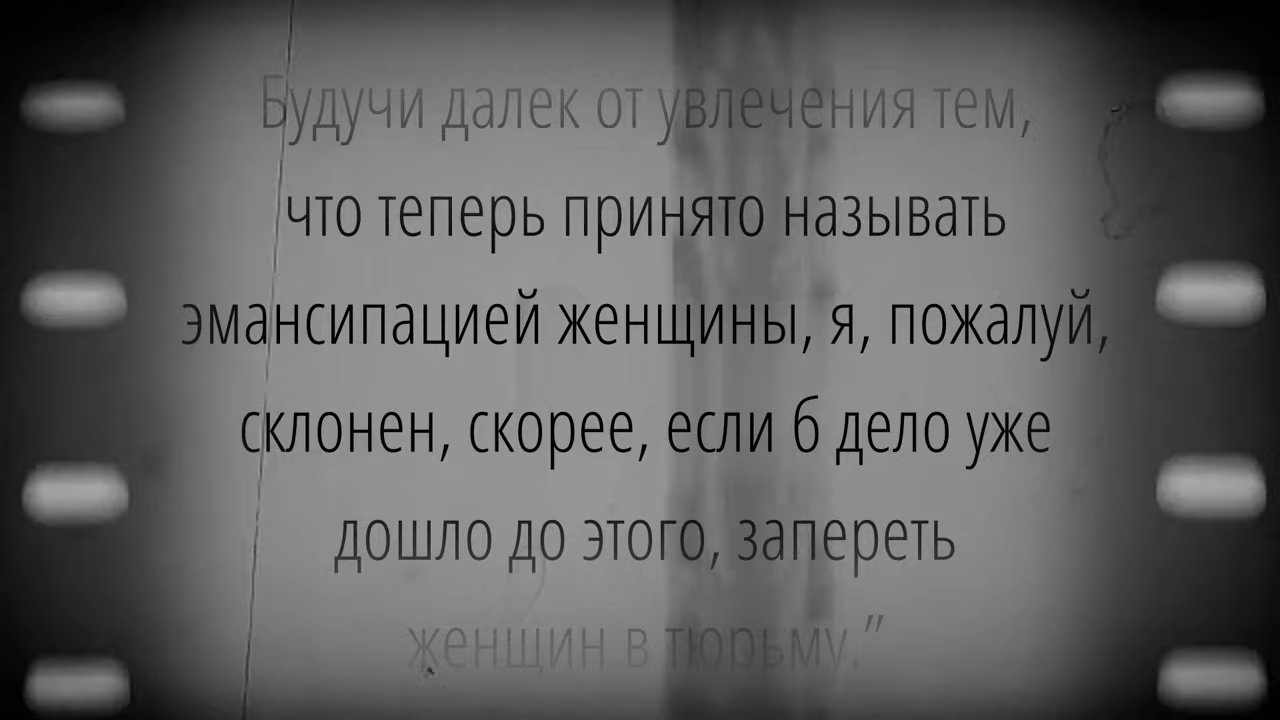 Будучи далек от увлечения тем,
что теперь принято называть
эмансипацией женщины, я, пожалуй,
склонен, скорее, если б дело уже
дошло до этого, запереть
женщин в тюрьму.”